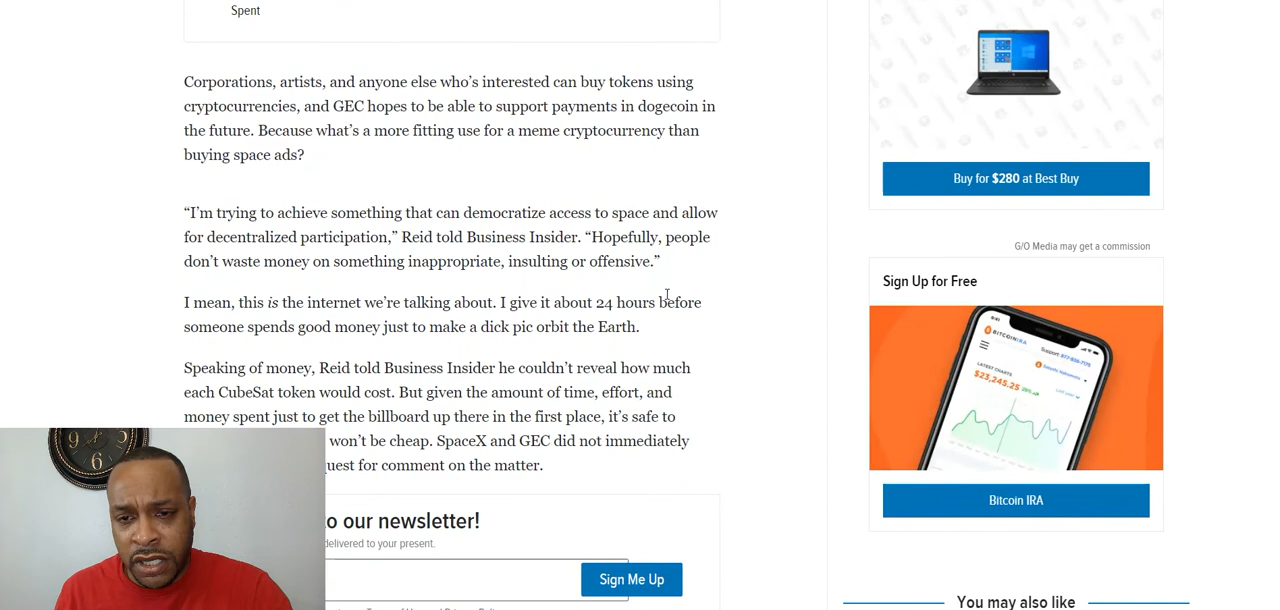 Spent
Corporations, artists, and anyone else who’s interested can buy tokens using
cryptocurrencies, and GEC hopes to be able to support payments in dogecoin in
the future. Because what’s a more fitting use for a meme cryptocurrency than
buying space ads?
“I’m trying to achieve something that can democratize access to space and allow
for decentralized participation,” Reid told Business Insider. “Hopefully, people
don’t waste money on something inappropriate, insulting or offensive.”
I mean, this is the internet we’re talking about. I give it about 24 hours before
someone spends good money just to make a dick pic orbit the Earth.
Speaking of money, Reid told Business Insider he couldn’t reveal how much
each CubeSat token would cost. But given the amount of time, effort, and
money spent just to get the billboard up there in the first place, it’s safe to
won’t be cheap. SpaceX and GEC did not immediately
quest for comment on the matter.
o our newsletter!
delivered to your present.
Sign Me Up
Buy for $280 at Best Buy
G/O Media may get a commission
Sign Up for Free
BITCOINIRA
LATEST CHARTS
$23,245.25
Bitcoin IRA
You may also like
6